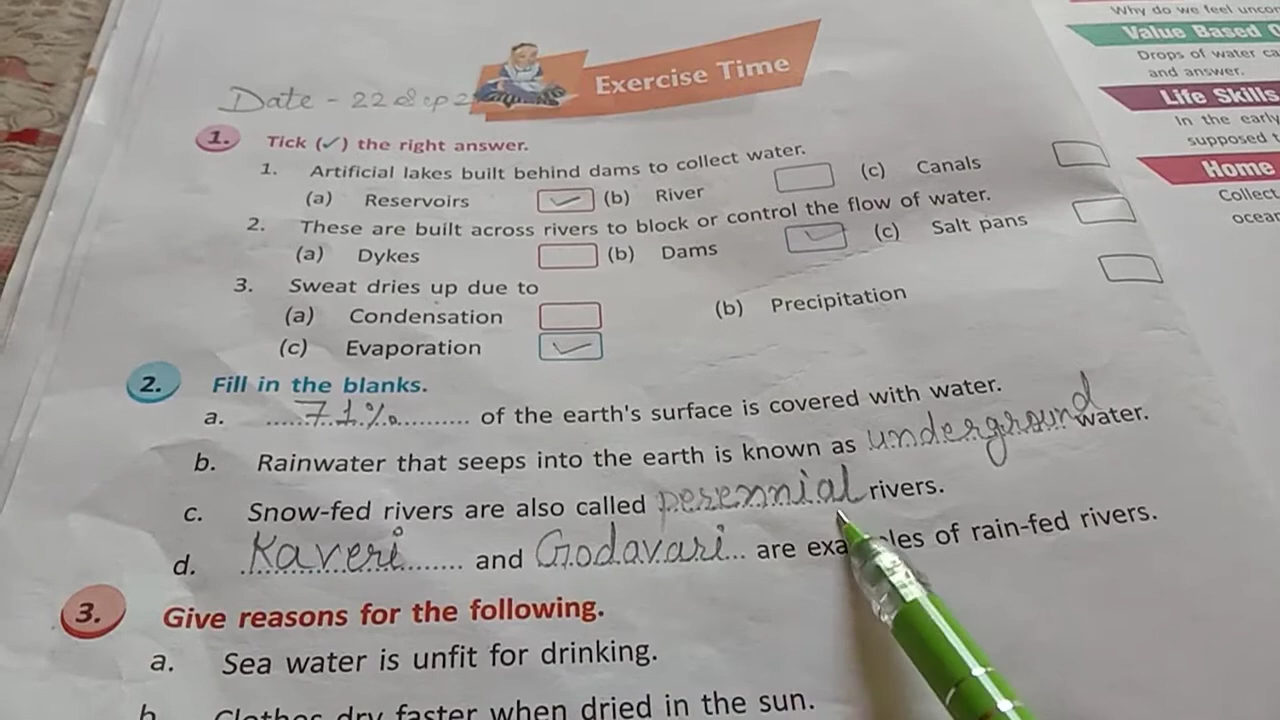 Exercise Time
Date - 22 Sep 2
1. Tick (✓) the right answer.
1. Artificial lakes built behind dams to collect water.
(a) Reservoirs ✓ (b) River (c) Canals
2. These are built across rivers to block or control the flow of water.
(a) Dykes (b) Dams ✓ (c) Salt pans
3. Sweat dries up due to
(a) Condensation (b) Precipitation
(c) Evaporation ✓
2. Fill in the blanks.
a. 71% of the earth's surface is covered with water.
b. Rainwater that seeps into the earth is known as underground water.
c. Snow-fed rivers are also called perennial rivers.
d. Kaveri and Godavari are examples of rain-fed rivers.
3. Give reasons for the following.
a. Sea water is unfit for drinking.
b. Clothes dry faster when dried in the sun.
Why do we feel uncom
Value Based Q
Drops of water ca
and answer.
Life Skills
In the early
supposed t
Home
Collect
ocean